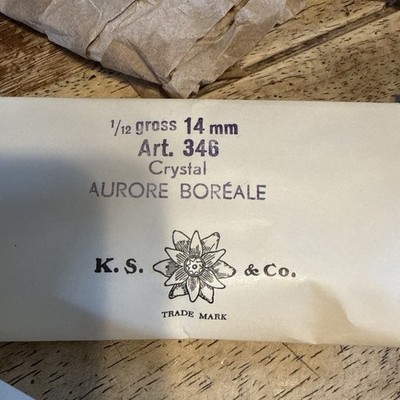 1/12 gross 14 mm
Art. 346
Crystal
AURORE BORÉALE
K. S. & Co.
TRADE MARK